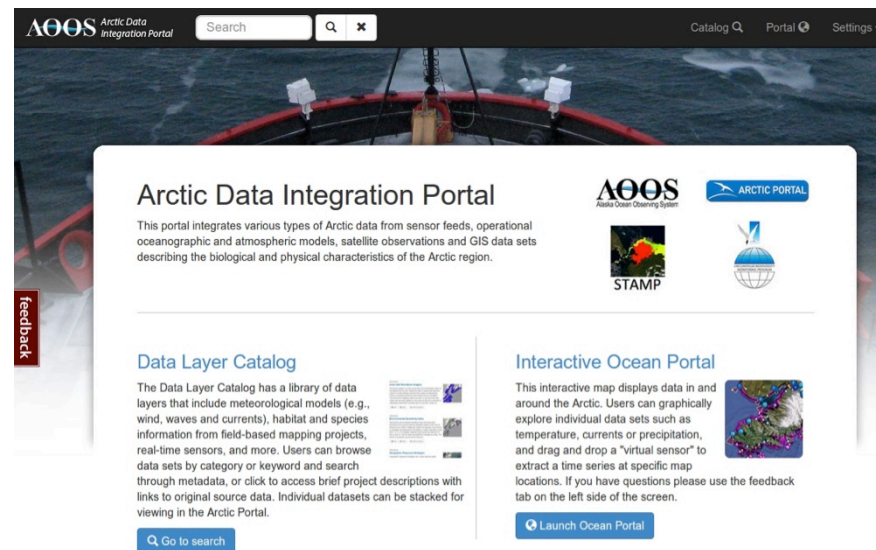 AOOS Arctic Data
Integration Portal
Search
Catalog
Portal
Settings
Arctic Data Integration Portal
This portal integrates various types of Arctic data from sensor feeds, operational
oceanographic and atmospheric models, satellite observations and GIS data sets
describing the biological and physical characteristics of the Arctic region.
AOOS
Alaska Ocean Observing System
ARCTIC PORTAL
STAMP
feedback
Data Layer Catalog
The Data Layer Catalog has a library of data
layers that include meteorological models (e.g.,
wind, waves and currents), habitat and species
information from field-based mapping projects,
real-time sensors, and more. Users can browse
data sets by category or keyword and search
through metadata, or click to access brief project descriptions with
links to original source data. Individual datasets can be stacked for
viewing in the Arctic Portal.
Go to search
Interactive Ocean Portal
This interactive map displays data in and
around the Arctic. Users can graphically
explore individual data sets such as
temperature, currents or precipitation,
and drag and drop a "virtual sensor" to
extract a time series at specific map
locations. If you have questions please use the feedback
tab on the left side of the screen.
Launch Ocean Portal